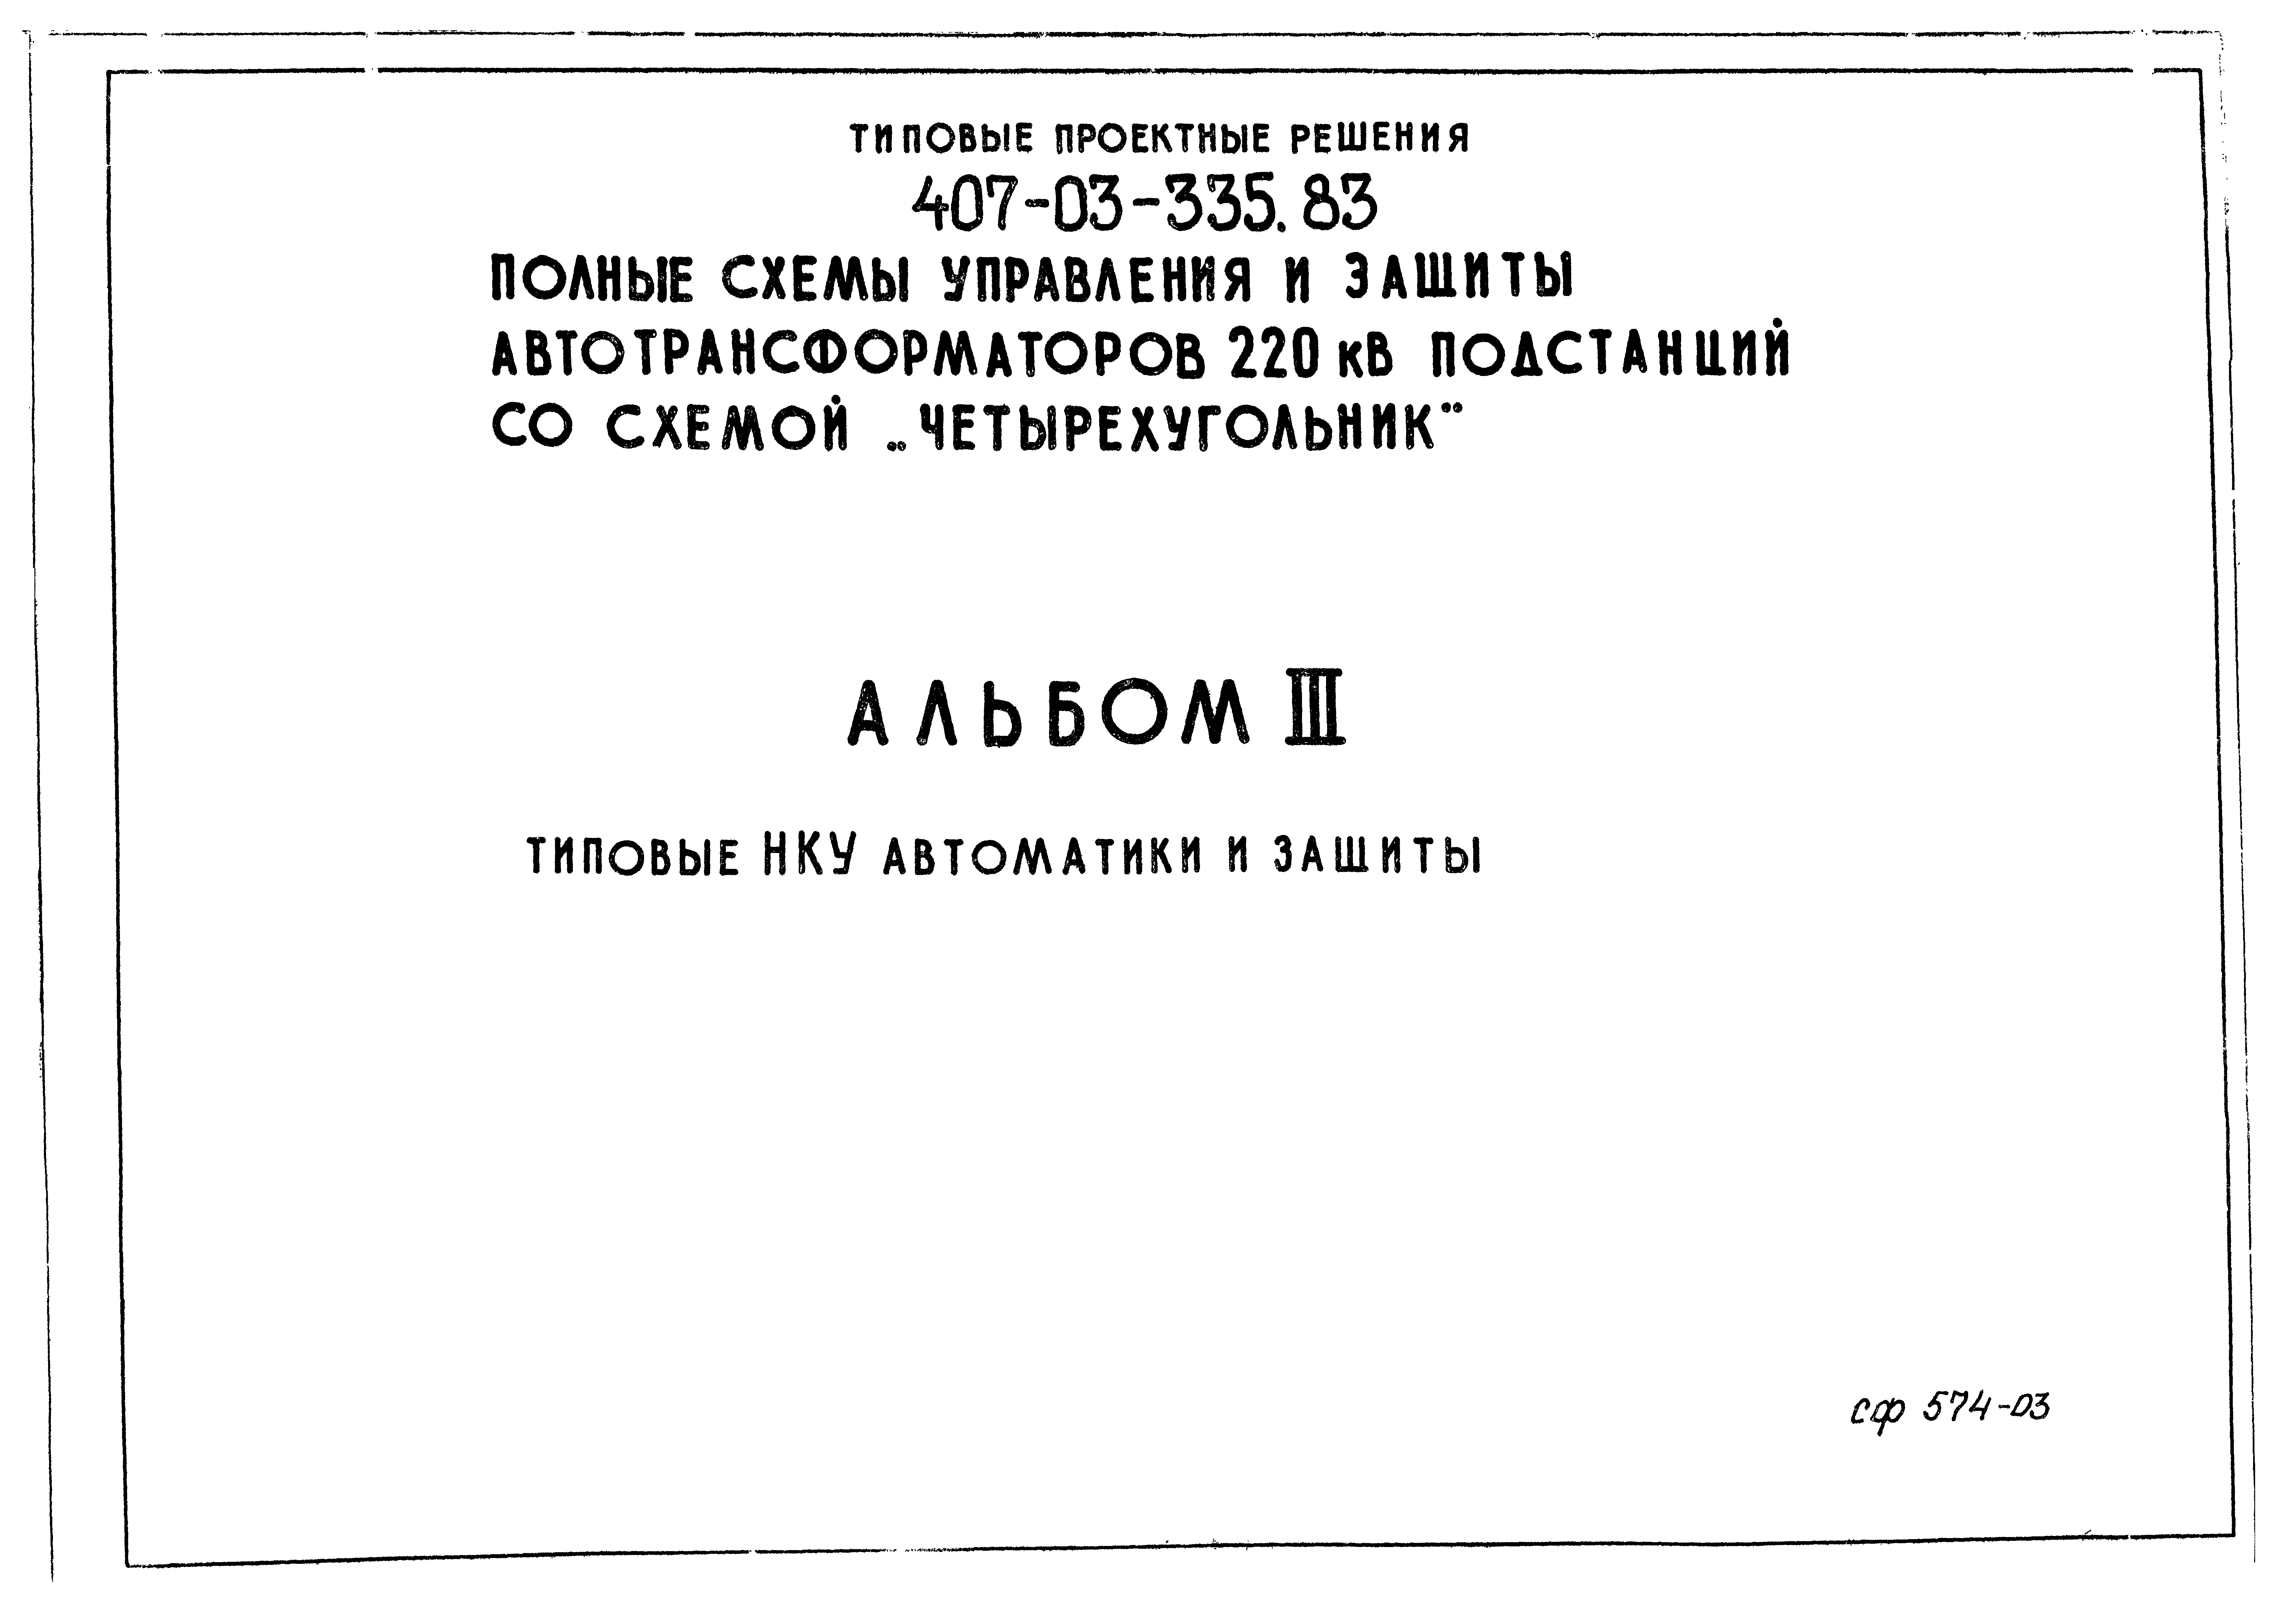 ТИПОВЫЕ ПРОЕКТНЫЕ РЕШЕНИЯ
407-03-335.83
ПОЛНЫЕ СХЕМЫ УПРАВЛЕНИЯ И ЗАЩИТЫ
АВТОТРАНСФОРМАТОРОВ 220 кВ ПОДСТАНЦИЙ
СО СХЕМОЙ „ЧЕТЫРЕХУГОЛЬНИК“
АЛЬБОМ III
ТИПОВЫЕ НКУ АВТОМАТИКИ И ЗАЩИТЫ
сф 574-03